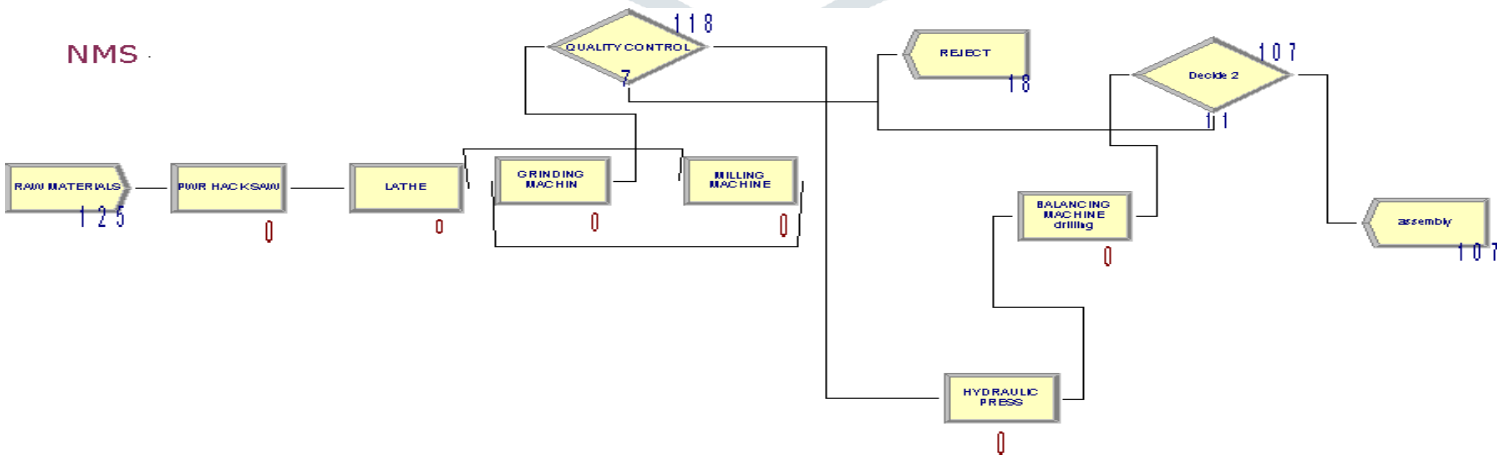 NMS
118
QUALITY CONTROL
7
REJECT
18
107
Decide 2
11
RAW MATERIALS
125
PWR HACKSAW
0
LATHE
0
GRINDING
MACHIN
0
MILLING
MACHINE
0
BALANCING
MACHINE
drilling
0
assembly
107
HYDRAULIC
PRESS
0